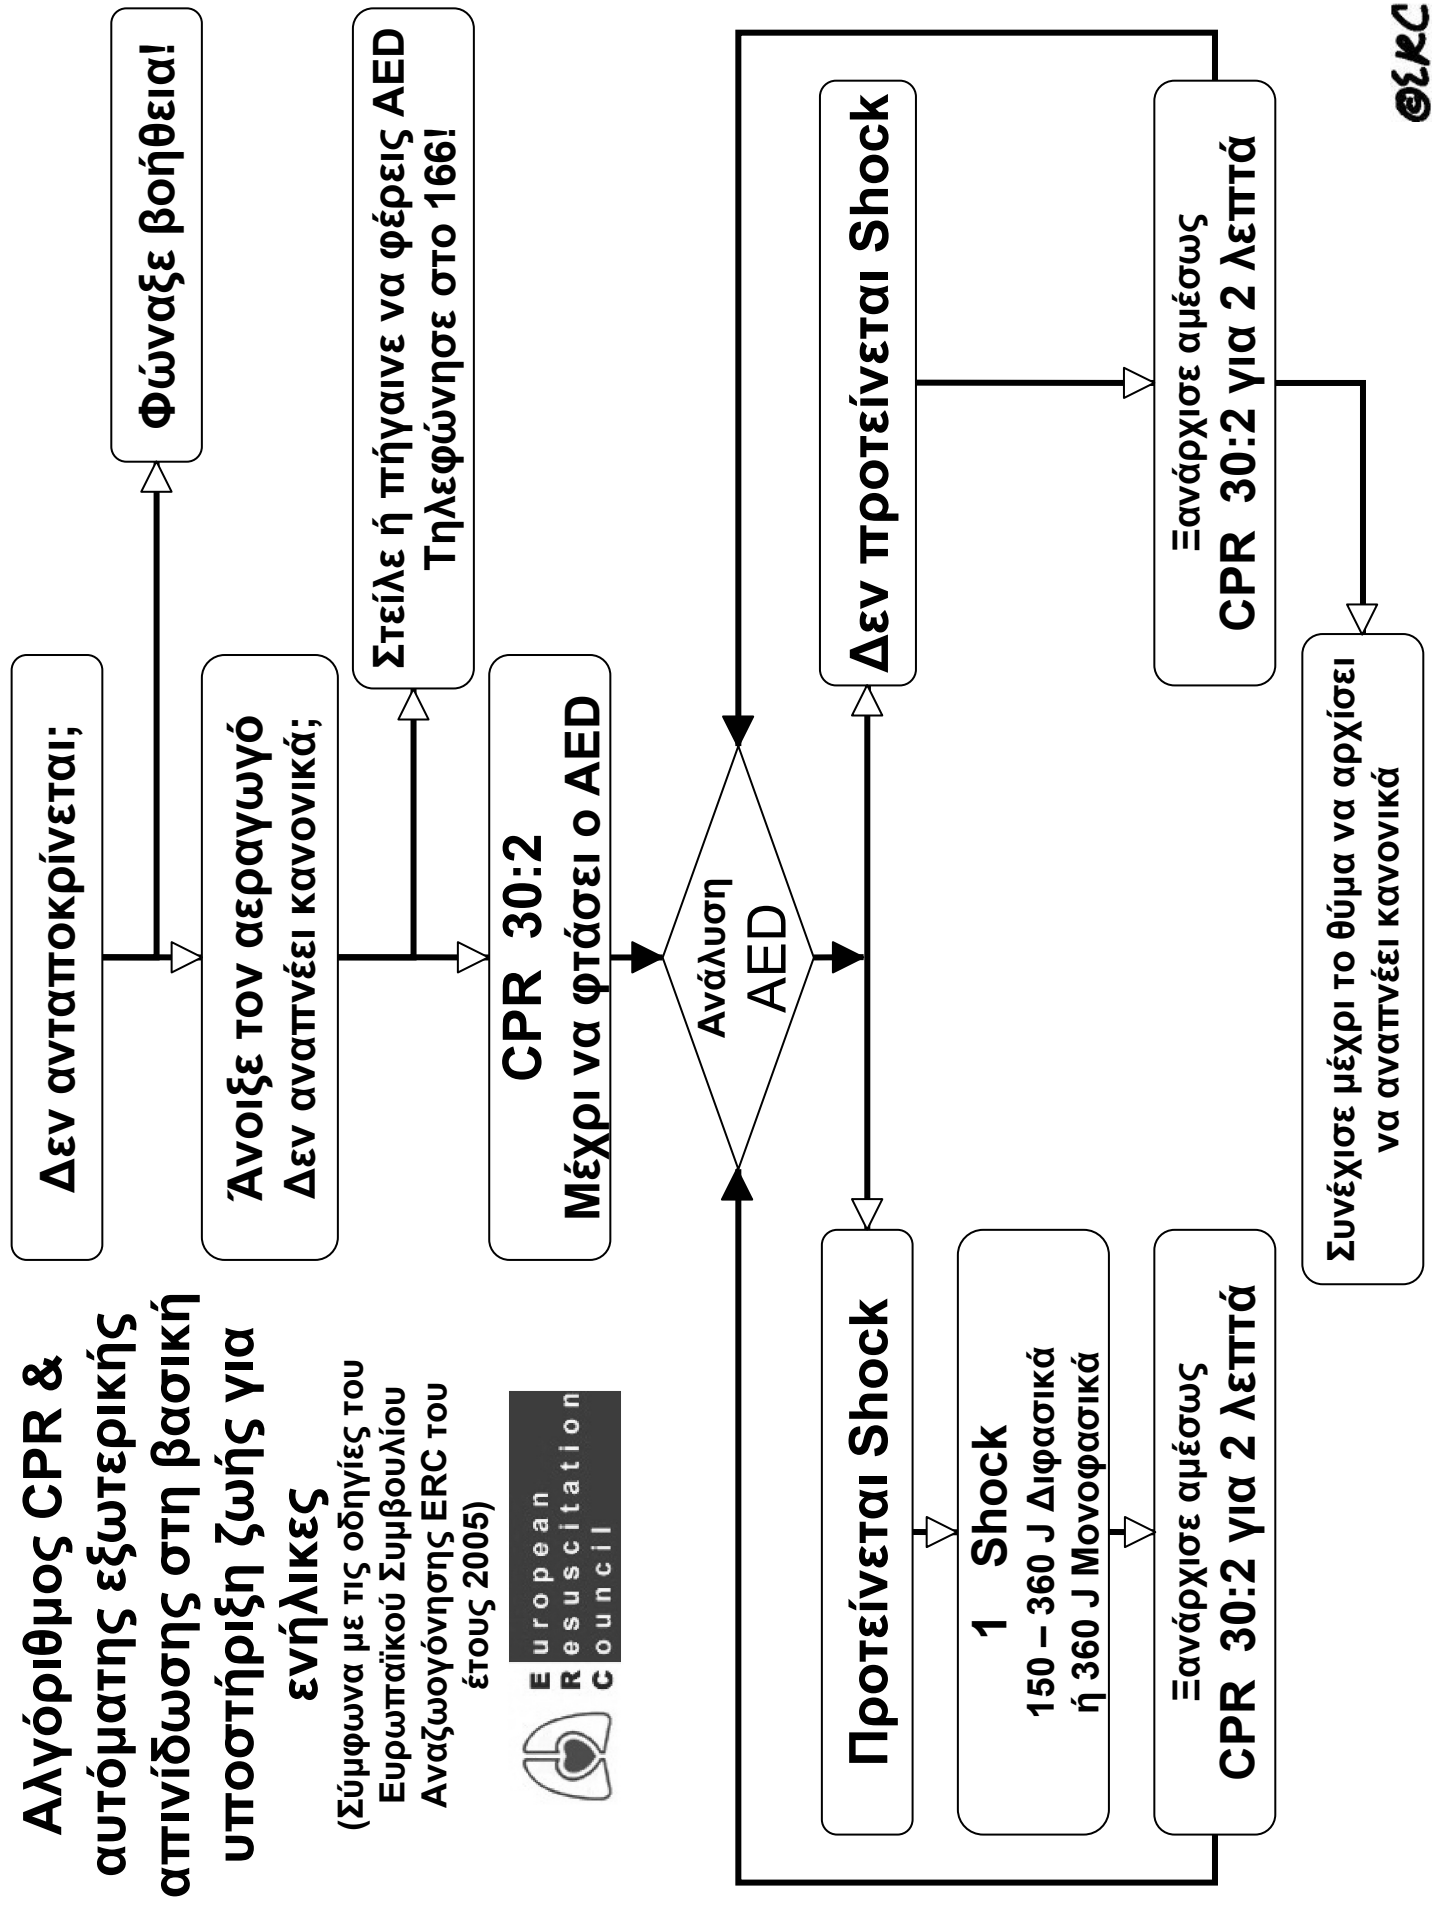 Αλγόριθμος CPR &
αυτόματης εξωτερικής
απινίδωσης στη βασική
υποστήριξη ζωής για
ενήλικες
(Σύμφωνα με τις οδηγίες του
Ευρωπαϊκού Συμβουλίου
Αναζωογόνησης ERC του
έτους 2005)
European
Resuscitation
Council
Δεν ανταποκρίνεται;
Φώναξε βοήθεια!
Άνοιξε τον αεραγωγό
Δεν αναπνέει κανονικά;
Στείλε ή πήγαινε να φέρεις AED
Τηλεφώνησε στο 166!
CPR 30:2
Μέχρι να φτάσει ο AED
Ανάλυση
AED
Προτείνεται Shock
Δεν προτείνεται Shock
1 Shock
150 – 360 J Διφασικά
ή 360 J Μονοφασικά
Ξανάρχισε αμέσως
CPR 30:2 για 2 λεπτά
Ξανάρχισε αμέσως
CPR 30:2 για 2 λεπτά
Συνέχισε μέχρι το θύμα να αρχίσει
να αναπνέει κανονικά
©ERC